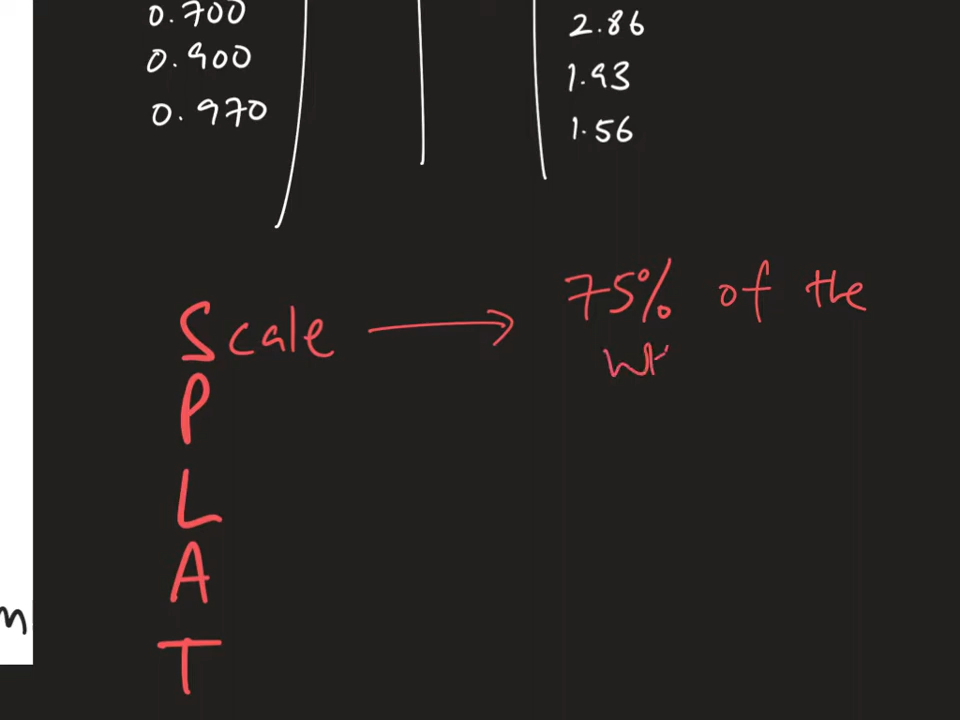 0.700 2.86
0.900 1.93
0.970 1.56
Scale → 75% of the
P
L
A
T
m